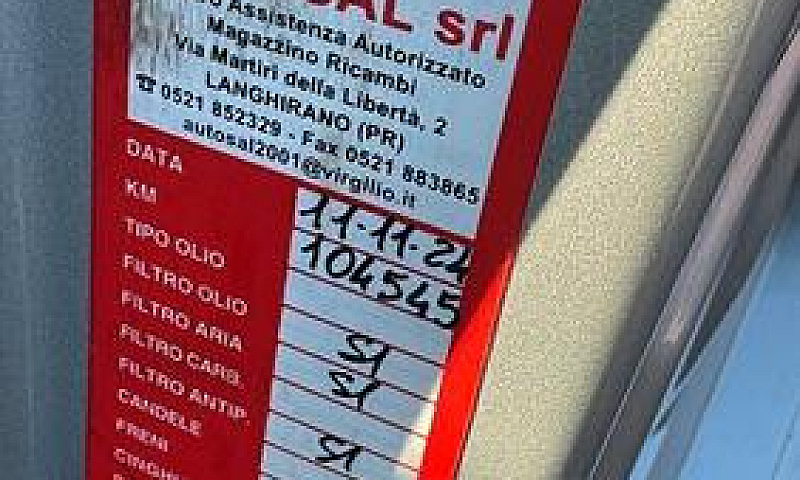 SAL srl
Assistenza Autorizzato
Magazzino Ricambi
Via Martiri della Libertà, 2
LANGHIRANO (PR)
☎ 0521 852329 - Fax 0521 883865
autosal2001@virgilio.it
DATA 11-11-24
KM 104545
TIPO OLIO
FILTRO OLIO SI
FILTRO ARIA SI
FILTRO CARB.
FILTRO ANTIP. SI
CANDELE
FRENI